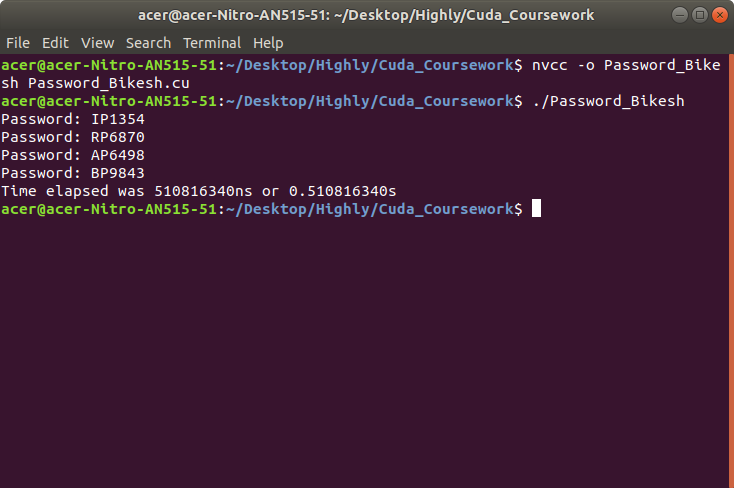 acer@acer-Nitro-AN515-51: ~/Desktop/Highly/Cuda_Coursework
File Edit View Search Terminal Help
acer@acer-Nitro-AN515-51:~/Desktop/Highly/Cuda_Coursework$ nvcc -o Password_Bike
sh Password_Bikesh.cu
acer@acer-Nitro-AN515-51:~/Desktop/Highly/Cuda_Coursework$ ./Password_Bikesh
Password: IP1354
Password: RP6870
Password: AP6498
Password: BP9843
Time elapsed was 510816340ns or 0.510816340s
acer@acer-Nitro-AN515-51:~/Desktop/Highly/Cuda_Coursework$